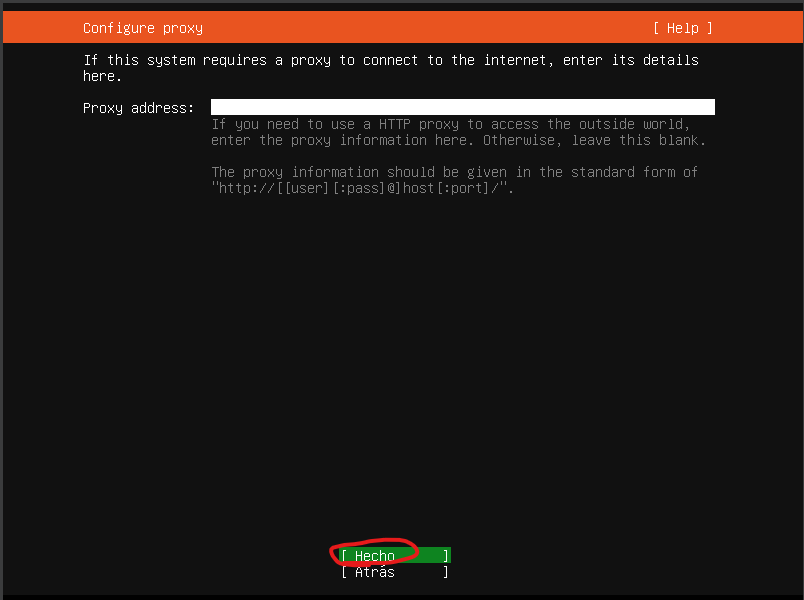 Configure proxy [ Help ]
If this system requires a proxy to connect to the internet, enter its details
here.
Proxy address:
If you need to use a HTTP proxy to access the outside world,
enter the proxy information here. Otherwise, leave this blank.
The proxy information should be given in the standard form of
"http://[[user][:pass]@]host[:port]/".
[ Hecho ]
[ Atrás ]